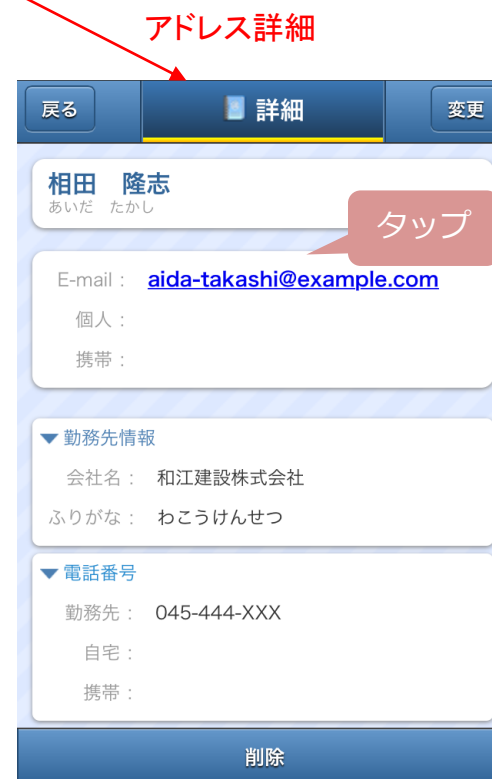 アドレス詳細
戻る 詳細 変更
相田　隆志
あいだ　たかし
タップ
E-mail : aida-takashi@example.com
個人 :
携帯 :
▼勤務先情報
会社名 : 和江建設株式会社
ふりがな : わこうけんせつ
▼電話番号
勤務先 : 045-444-XXX
自宅 :
携帯 :
削除